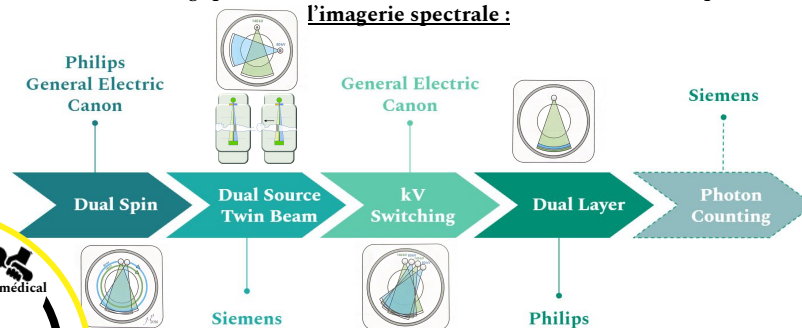 l'imagerie spectrale :
Philips
General Electric
Canon
General Electric
Canon
Siemens
Dual Spin
Dual Source
Twin Beam
kV
Switching
Dual Layer
Photon
Counting
médical
Siemens
Philips